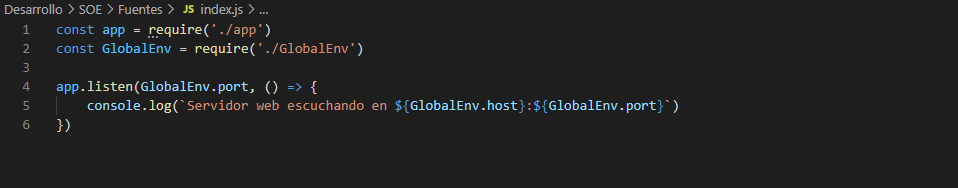 Desarrollo > SOE > Fuentes > JS index.js > ...
1 const app = require('./app')
2 const GlobalEnv = require('./GlobalEnv')
3
4 app.listen(GlobalEnv.port, () => {
5     console.log(`Servidor web escuchando en ${GlobalEnv.host}:${GlobalEnv.port}`)
6 })